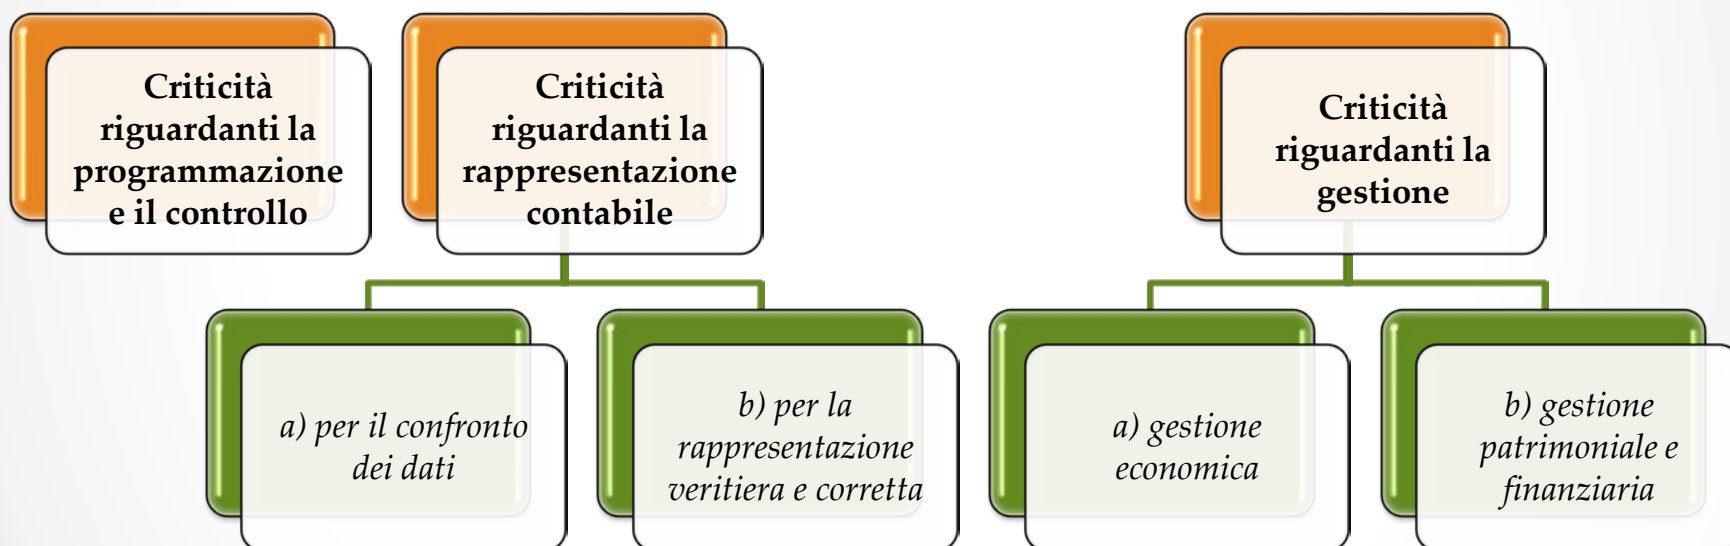 Criticità
riguardanti la
programmazione
e il controllo
Criticità
riguardanti la
rappresentazione
contabile
Criticità
riguardanti la
gestione
a) per il confronto
dei dati
b) per la
rappresentazione
veritiera e corretta
a) gestione
economica
b) gestione
patrimoniale e
finanziaria